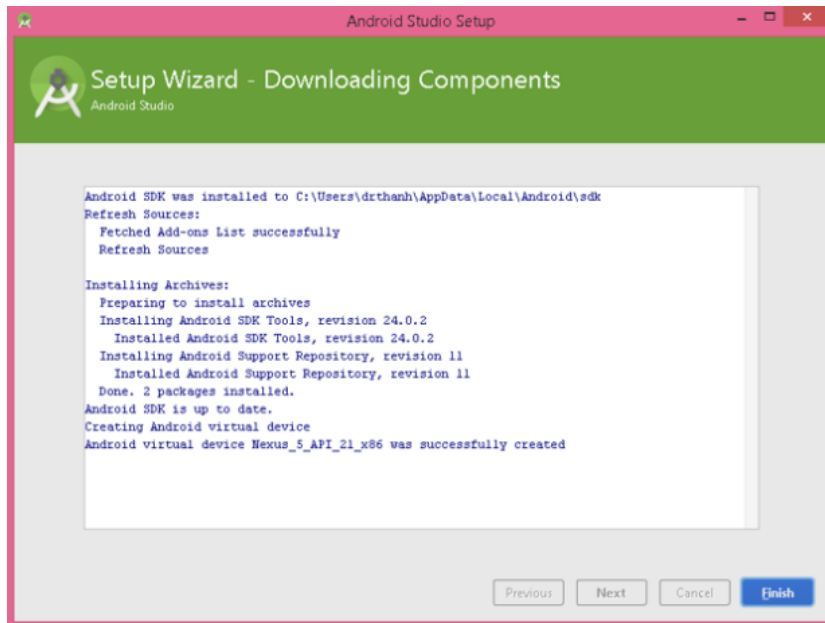 Android Studio Setup
Setup Wizard - Downloading Components
Android Studio
Android SDK was installed to C:\Users\drthanh\AppData\Local\Android\sdk
Refresh Sources:
Fetched Add-ons List successfully
Refresh Sources
Installing Archives:
Preparing to install archives
Installing Android SDK Tools, revision 24.0.2
Installed Android SDK Tools, revision 24.0.2
Installing Android Support Repository, revision 11
Installed Android Support Repository, revision 11
Done. 2 packages installed.
Android SDK is up to date.
Creating Android virtual device
Android virtual device Nexus_5_API_21_x86 was successfully created
Previous Next Cancel Finish